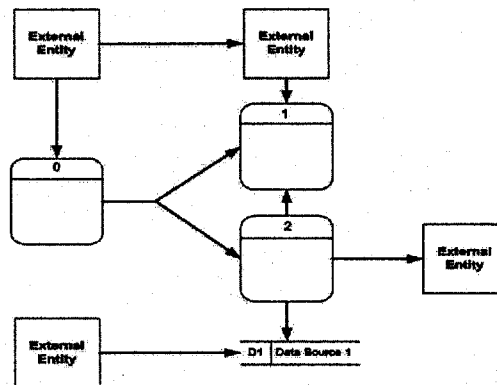 External
Entity
External
Entity
1
0
2
External
Entity
External
Entity
D1 Data Source 1